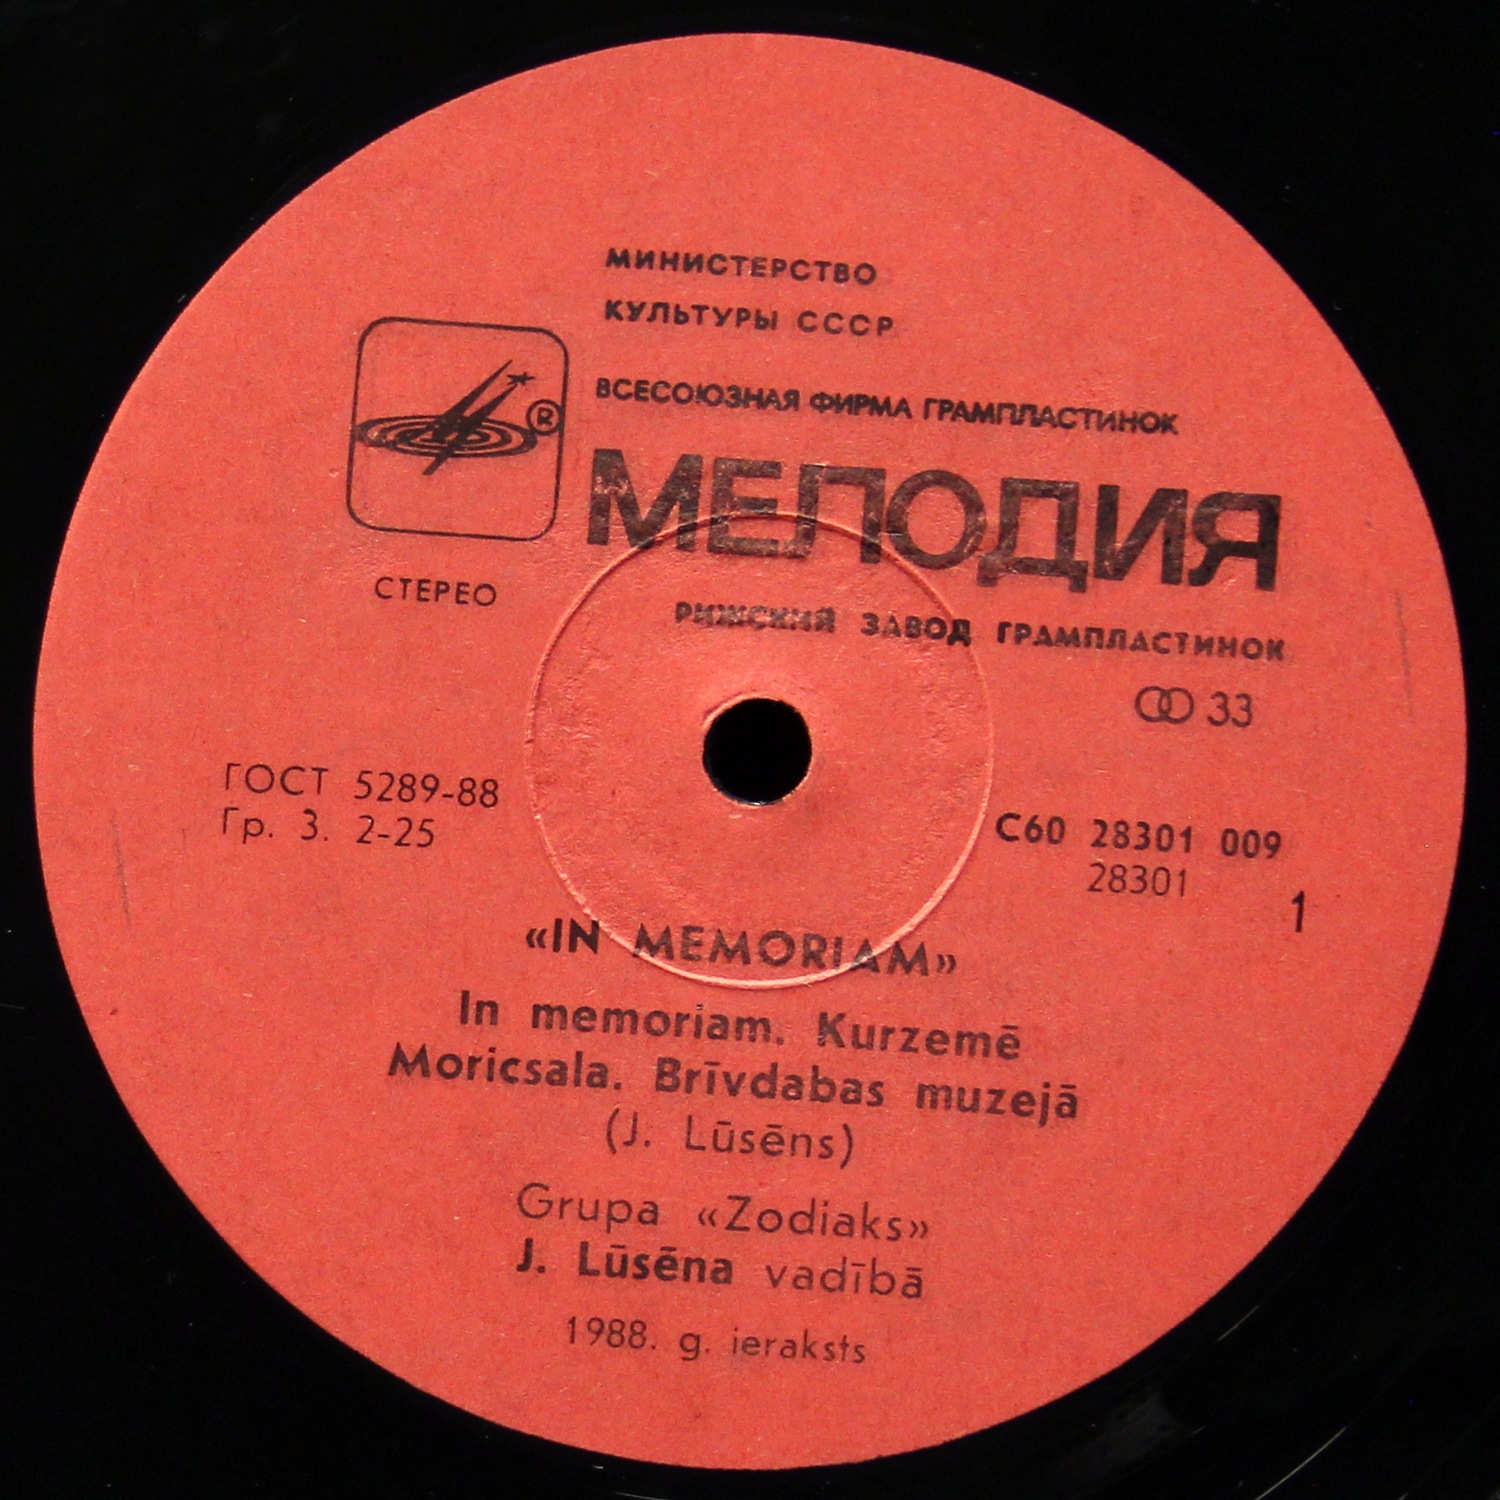 МИНИСТЕРСТВО
КУЛЬТУРЫ СССР
ВСЕСОЮЗНАЯ ФИРМА ГРАМПЛАСТИНОК
®
МЕЛОДИЯ
СТЕРЕО
РИЖСКИЙ ЗАВОД ГРАМПЛАСТИНОК
33
ГОСТ 5289-88
Гр. 3. 2-25
С60 28301 009
28301
1
«IN MEMORIAM»
In memoriam. Kurzemē
Moricsala. Brīvdabas muzejā
(J. Lūsēns)
Grupa «Zodiaks»
J. Lūsēna vadībā
1988. g. ieraksts